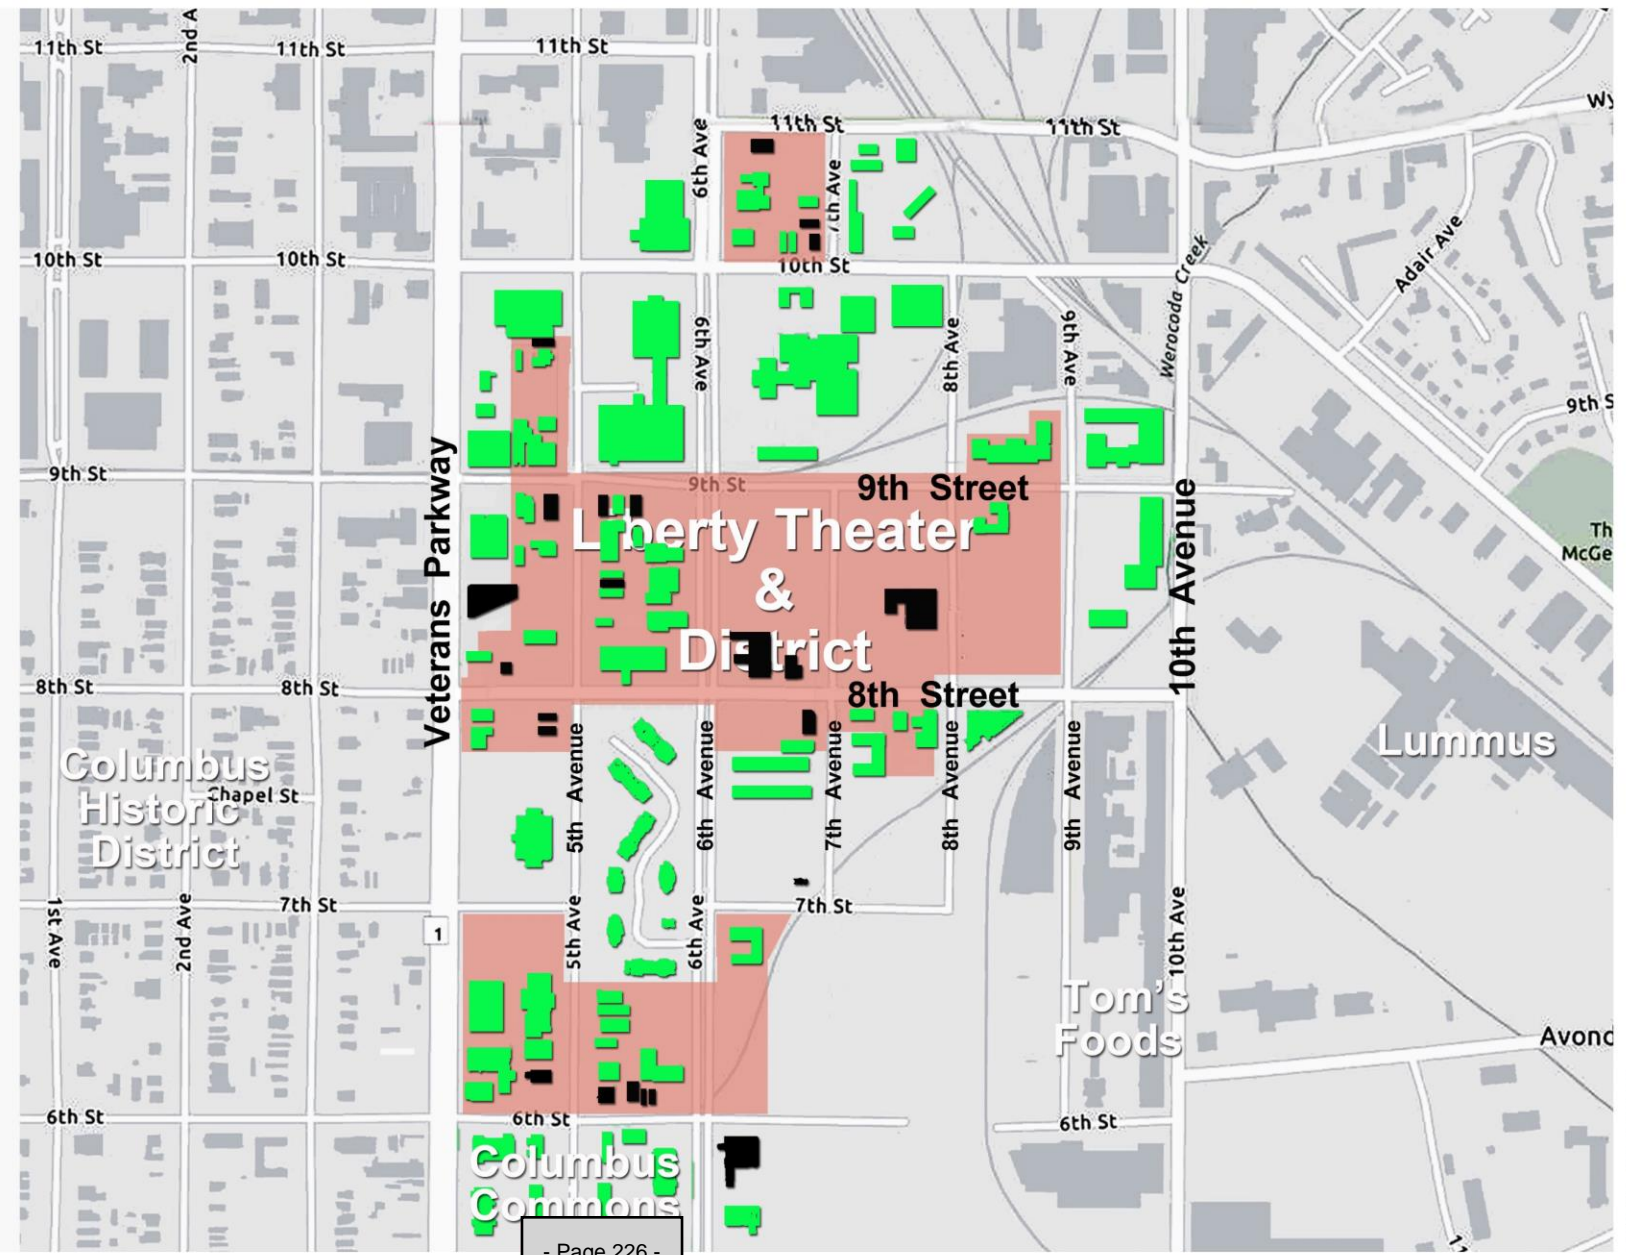 2nd A
11th St
11th St
11th St
11th St
11th St
Wy
6th Ave
7th Ave
10th St
10th St
10th St
Adair Ave
Werocoda Creek
6th Ave
8th Ave
9th Ave
9th S
9th St
9th St
9th Street
Liberty Theater
&
District
Th
McGe
Veterans Parkway
10th Avenue
8th St
8th St
8th Street
Lummus
Columbus
Historic
District
Chapel St
5th Avenue
6th Avenue
7th Avenue
8th Avenue
9th Avenue
7th St
7th St
1
1st Ave
2nd Ave
5th Ave
6th Ave
10th Ave
Tom's
Foods
Avond
6th St
6th St
6th St
Columbus
Commons
- Page 226 -